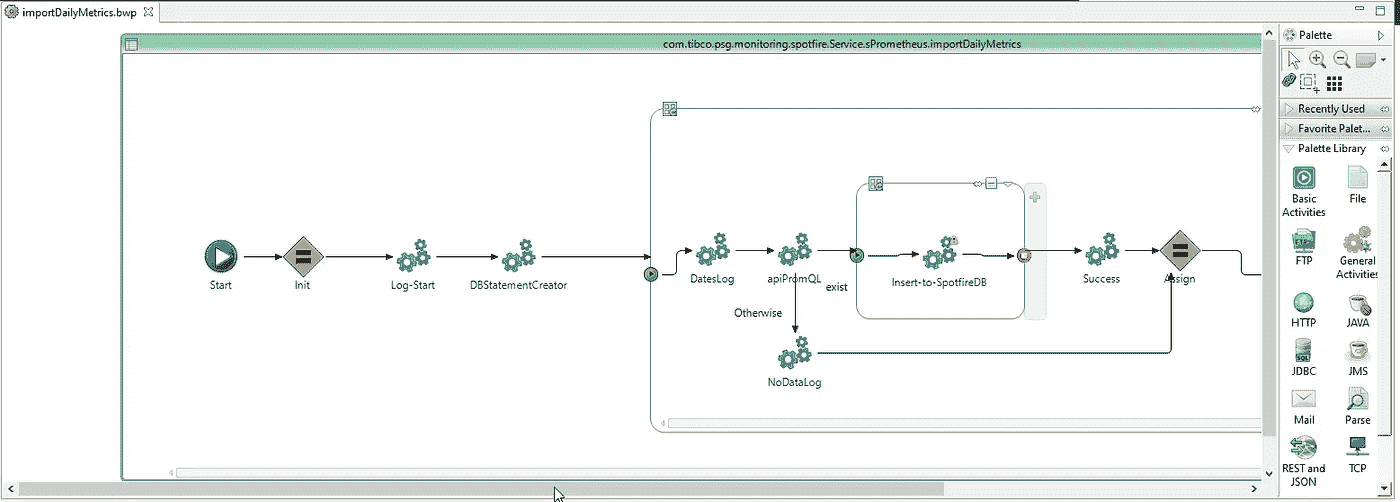 importDailyMetrics.bwp
com.tibco.psg.monitoring.spotfire.Service.sPrometheus.importDailyMetrics
Start
Init
Log-Start
DBStatementCreator
DatesLog
apiPromQL
exist
Otherwise
NoDataLog
Insert-to-SpotfireDB
Success
Assign
Palette
Recently Used
Favorite Palet...
Palette Library
Basic
Activities
File
FTP
General
Activities
HTTP
JAVA
JDBC
JMS
Mail
Parse
REST and
JSON
TCP